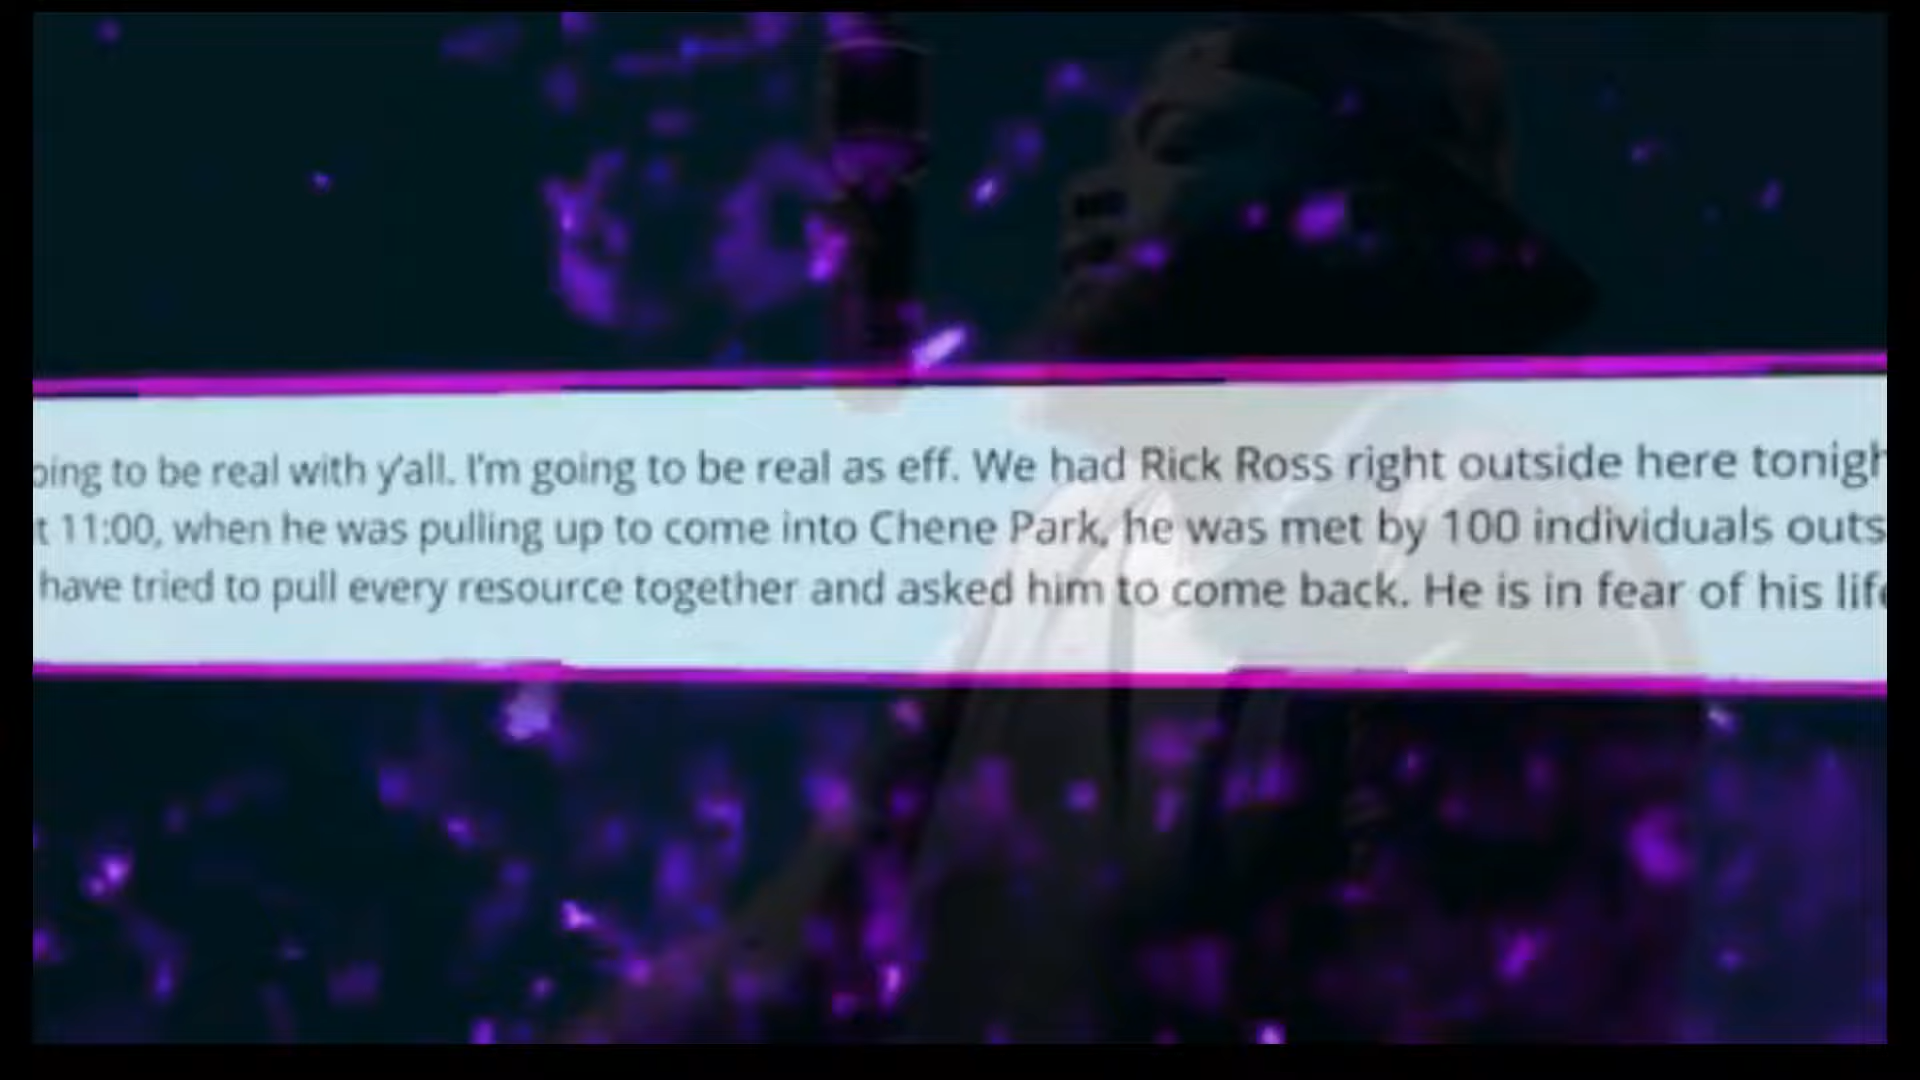 oing to be real with y'all. I'm going to be real as eff. We had Rick Ross right outside here tonigh
t 11:00, when he was pulling up to come into Chene Park, he was met by 100 individuals outs
have tried to pull every resource together and asked him to come back. He is in fear of his life